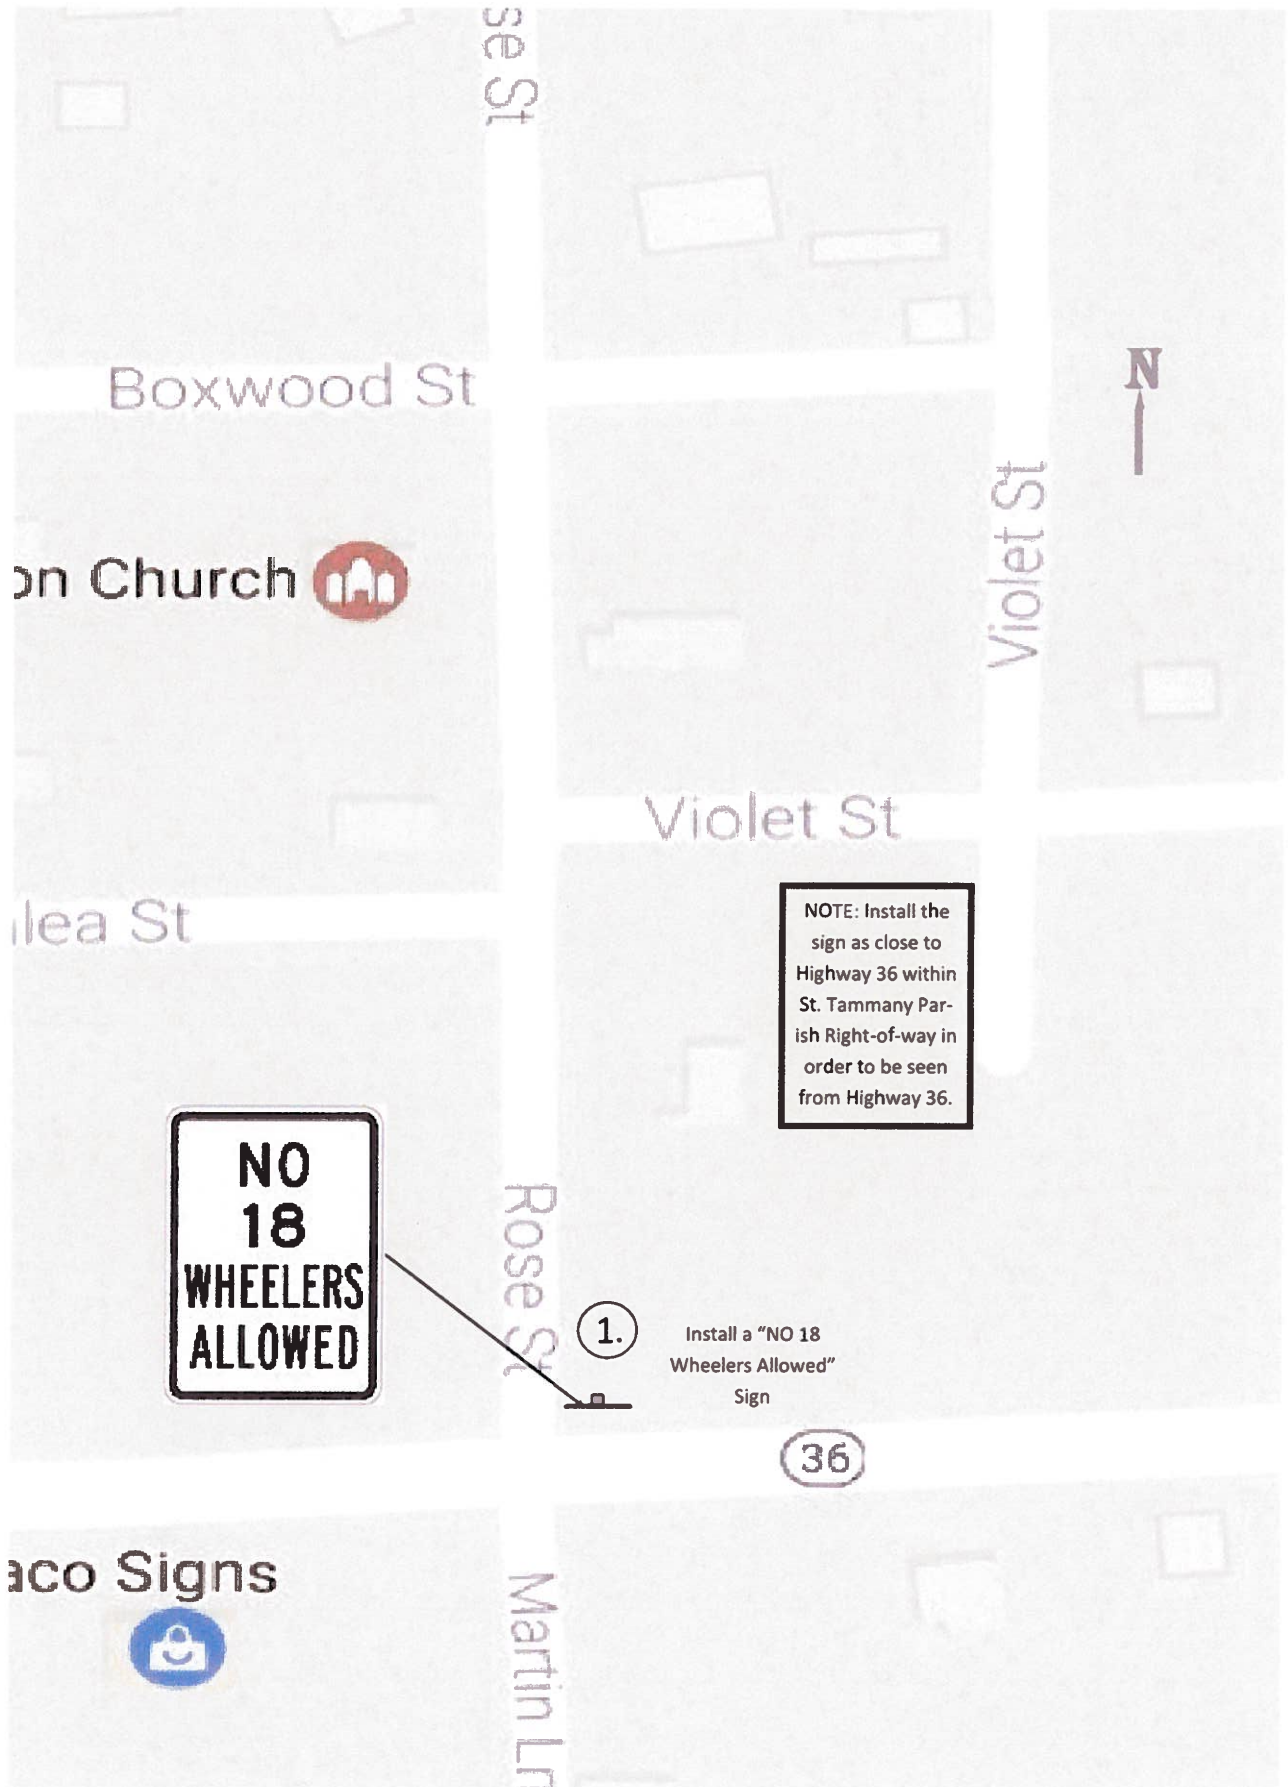 se St
Boxwood St
N
Violet St
on Church
Violet St
lea St
NOTE: Install the
sign as close to
Highway 36 within
St. Tammany Par-
ish Right-of-way in
order to be seen
from Highway 36.
NO
18
WHEELERS
ALLOWED
Rose St
1.
Install a “NO 18
Wheelers Allowed”
Sign
36
aco Signs
Martin Ln